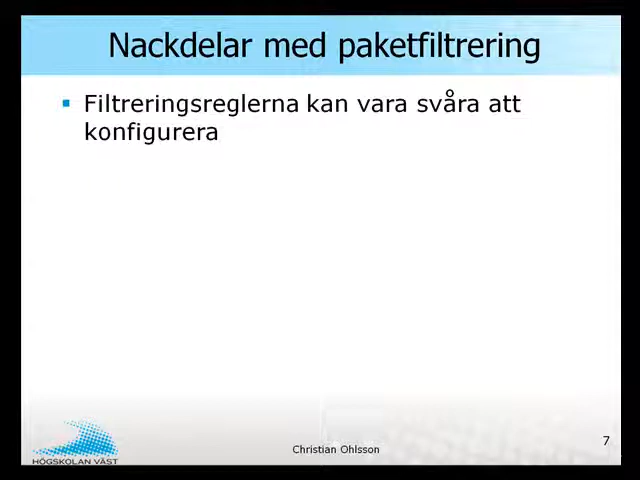 Nackdelar med paketfiltrering
Filtreringsreglerna kan vara svåra att
konfigurera
HÖGSKOLAN VÄST
Christian Ohlsson
7